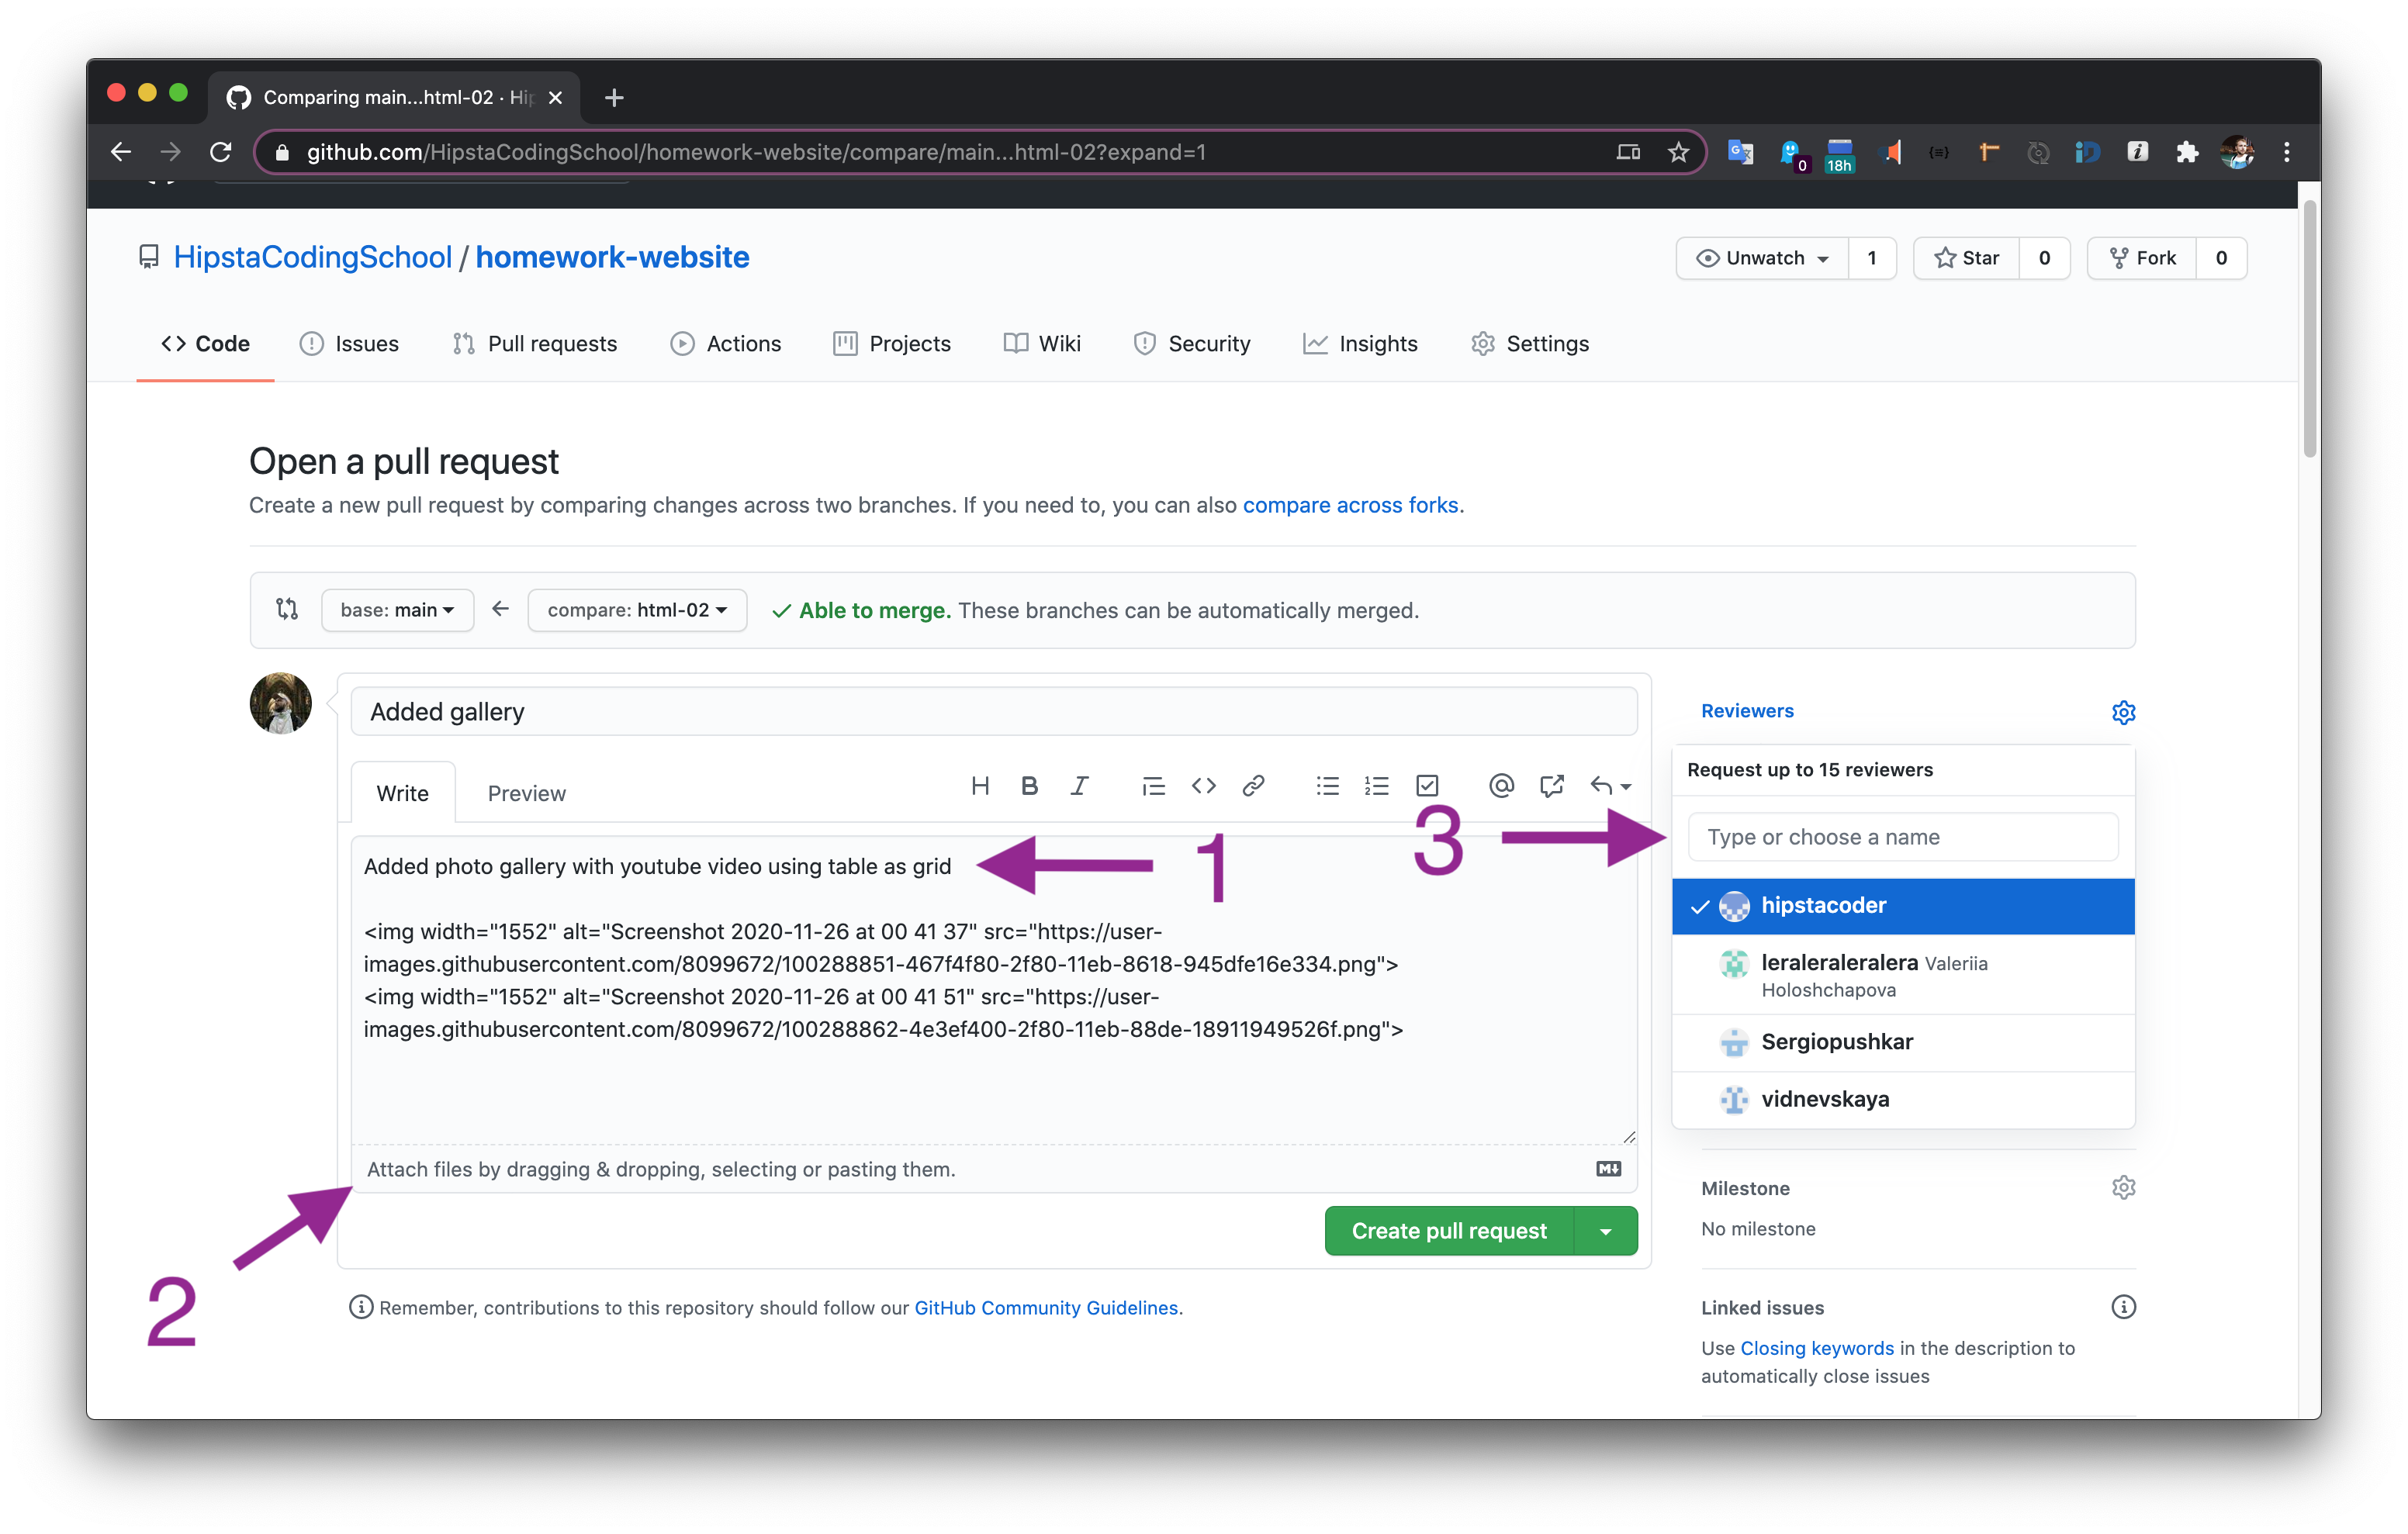 Comparing main...html-02 · Hip
github.com/HipstaCodingSchool/homework-website/compare/main...html-02?expand=1
0
18h
HipstaCodingSchool / homework-website
Unwatch 1
Star 0
Fork 0
Code
Issues
Pull requests
Actions
Projects
Wiki
Security
Insights
Settings
Open a pull request
Create a new pull request by comparing changes across two branches. If you need to, you can also compare across forks.
base: main
compare: html-02
Able to merge. These branches can be automatically merged.
Added gallery
Write
Preview
Added photo gallery with youtube video using table as grid
1
<img width="1552" alt="Screenshot 2020-11-26 at 00 41 37" src="https://user-
images.githubusercontent.com/8099672/100288851-467f4f80-2f80-11eb-8618-945dfe16e334.png">
<img width="1552" alt="Screenshot 2020-11-26 at 00 41 51" src="https://user-
images.githubusercontent.com/8099672/100288862-4e3ef400-2f80-11eb-88de-18911949526f.png">
Attach files by dragging & dropping, selecting or pasting them.
2
Create pull request
Remember, contributions to this repository should follow our GitHub Community Guidelines.
Reviewers
Request up to 15 reviewers
3
Type or choose a name
hipstacoder
leraleraleralera Valeriia
Holoshchapova
Sergiopushkar
vidnevskaya
Milestone
No milestone
Linked issues
Use Closing keywords in the description to
automatically close issues